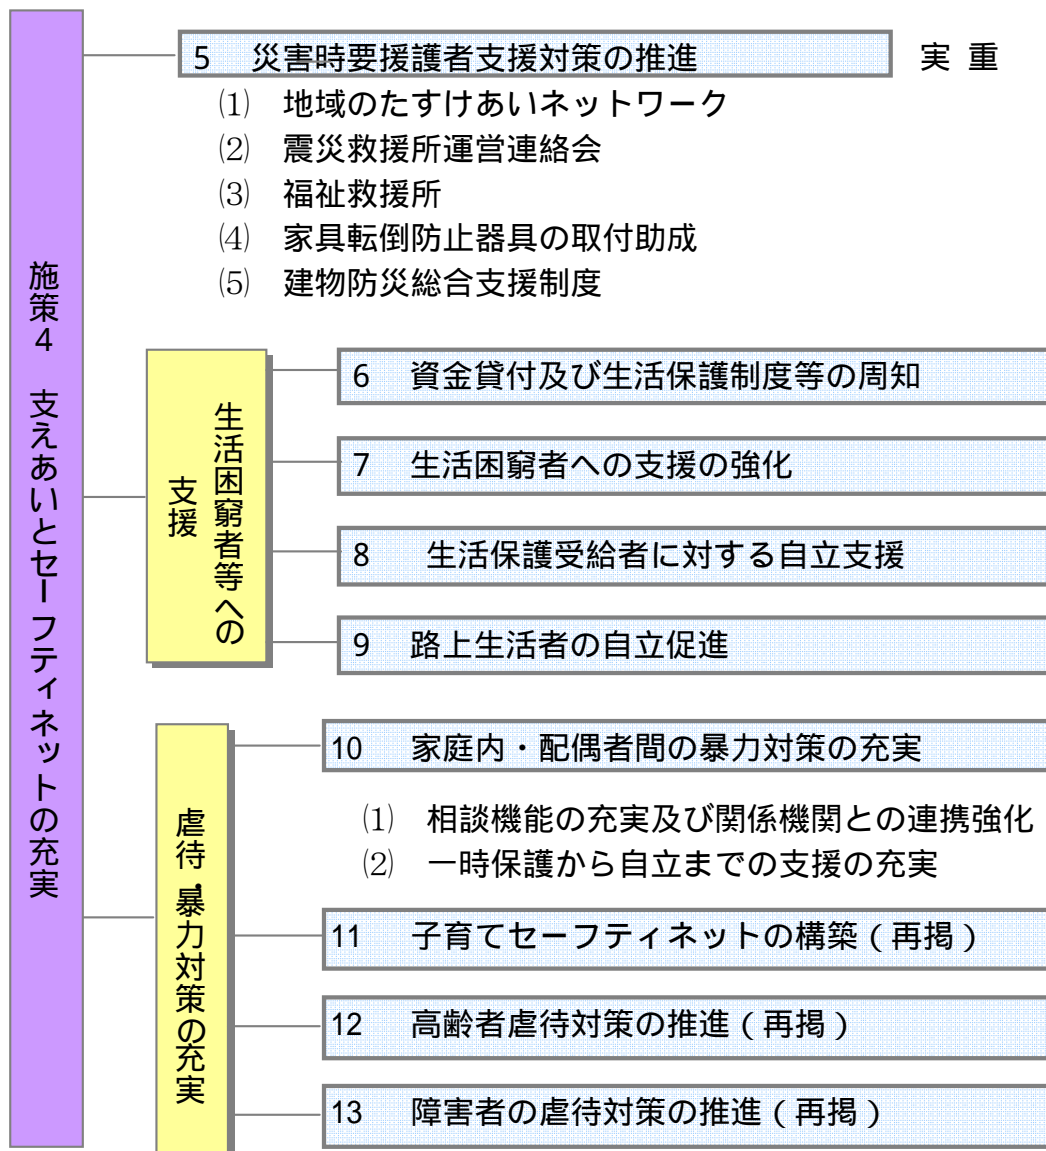 施策４　支えあいとセーフティネットの充実
5　災害時要援護者支援対策の推進　実 重
⑴　地域のたすけあいネットワーク
⑵　震災救援所運営連絡会
⑶　福祉救援所
⑷　家具転倒防止器具の取付助成
⑸　建物防災総合支援制度
生活困窮者等への
支援
6　資金貸付及び生活保護制度等の周知
7　生活困窮者への支援の強化
8　生活保護受給者に対する自立支援
9　路上生活者の自立促進
虐待・暴力対策の充実
10　家庭内・配偶者間の暴力対策の充実
⑴　相談機能の充実及び関係機関との連携強化
⑵　一時保護から自立までの支援の充実
11　子育てセーフティネットの構築（再掲）
12　高齢者虐待対策の推進（再掲）
13　障害者の虐待対策の推進（再掲）